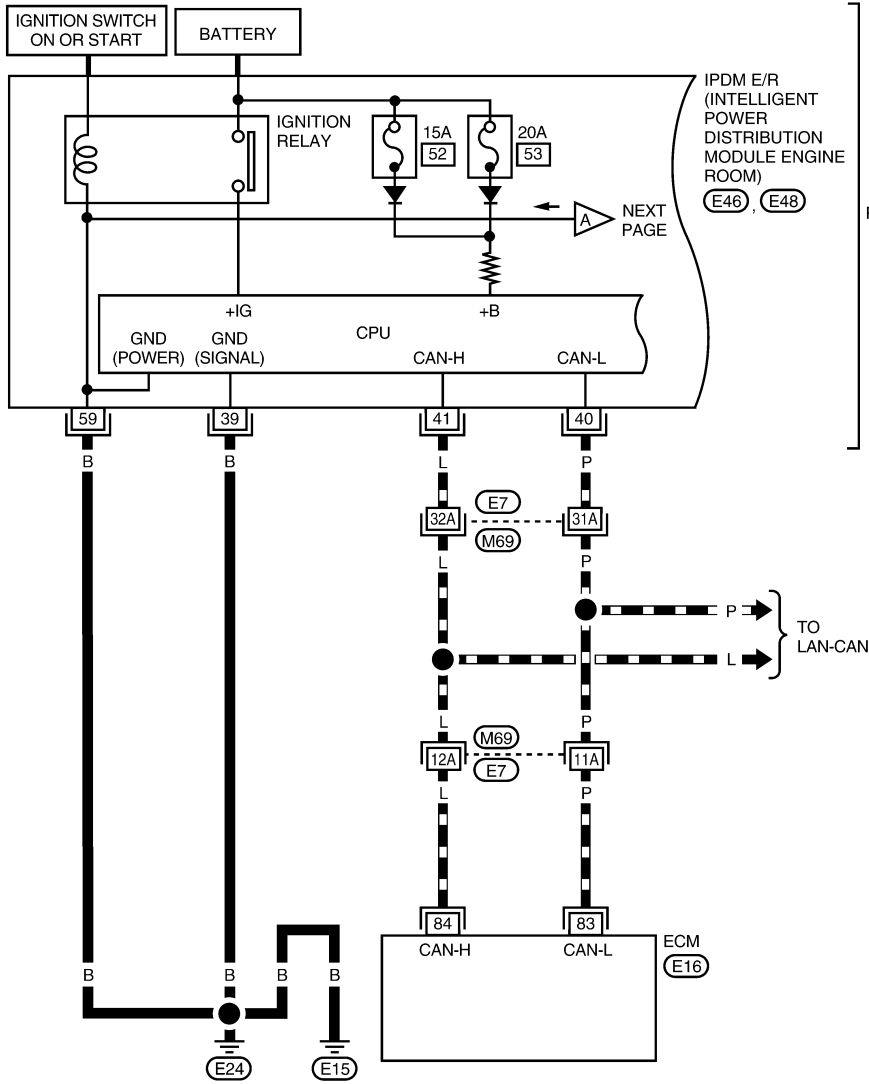 IGNITION SWITCH
ON OR START
BATTERY
IGNITION
RELAY
15A
52
20A
53
IPDM E/R
(INTELLIGENT
POWER
DISTRIBUTION
MODULE ENGINE
ROOM)
E46 , E48
A
NEXT
PAGE
+IG
+B
CPU
GND
(POWER)
GND
(SIGNAL)
CAN-H
CAN-L
59
39
41
40
B
B
L
P
E7
32A
31A
M69
L
P
P
TO
LAN-CAN
L
L
P
M69
12A
11A
E7
L
P
84
83
CAN-H
CAN-L
ECM
E16
B
B
B
B
E24
E15